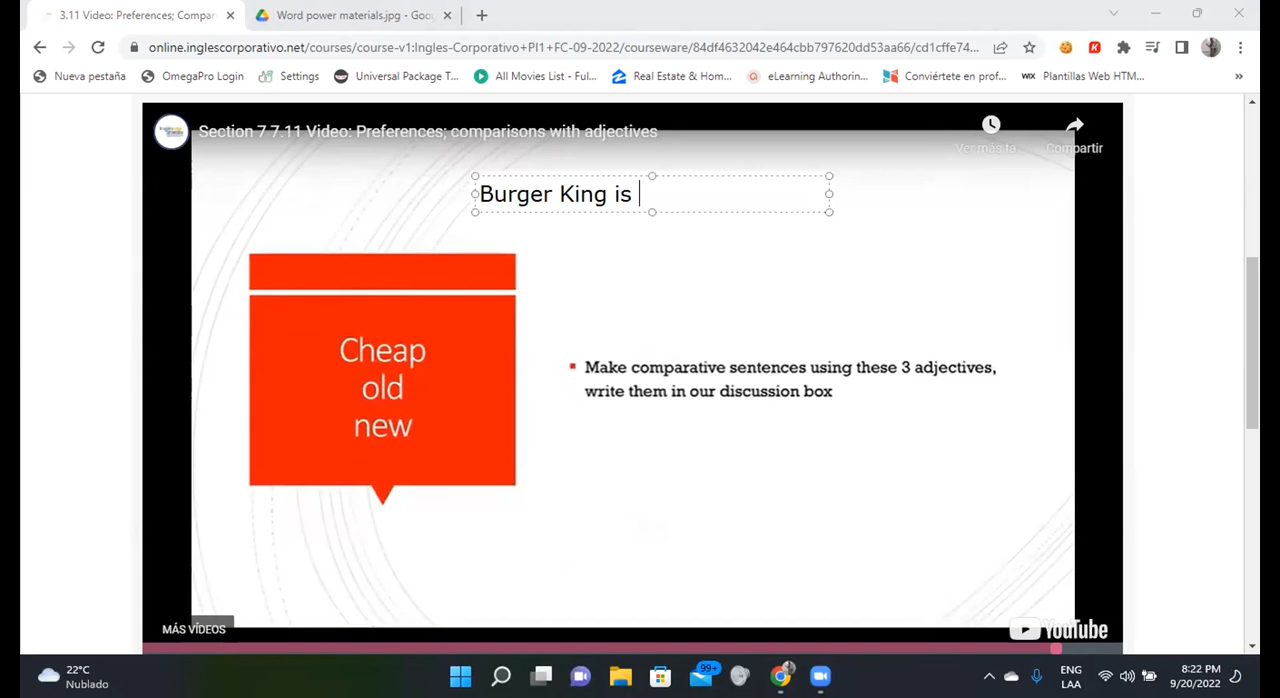 3.11 Video: Preferences; Compar
Word power materials.jpg - Goo
online.inglescorporativo.net/courses/course-v1:Ingles-Corporativo+PI1+FC-09-2022/courseware/84df4632042e464cbb797620dd53aa66/cd1cffe74...
Nueva pestaña
OmegaPro Login
Settings
Universal Package T...
All Movies List - Ful...
Real Estate & Hom...
eLearning Authorin...
Conviértete en prof...
WIX Plantillas Web HTM...
»
Section 7 7.11 Video: Preferences; comparisons with adjectives
Ver más ta...
Compartir
Burger King is
Cheap
old
new
Make comparative sentences using these 3 adjectives,
write them in our discussion box
MÁS VÍDEOS
YouTube
22°C
Nublado
99+
ENG
LAA
8:22 PM
9/20/2022